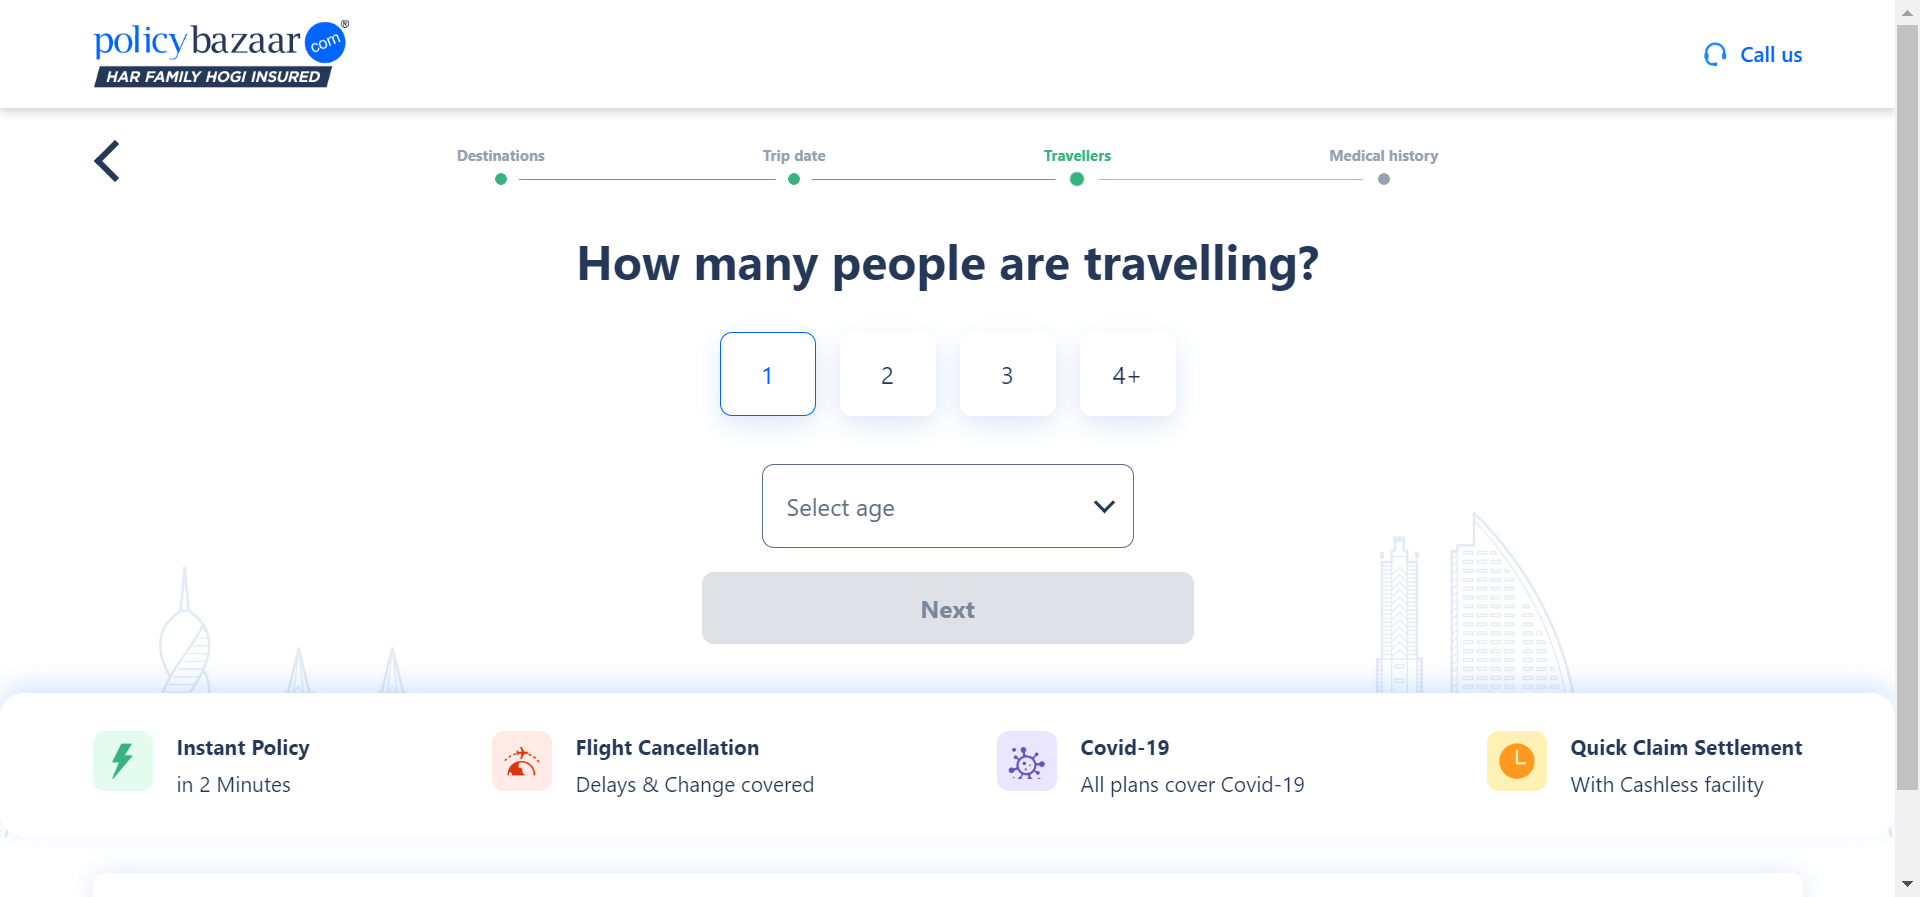 policybazaar com ®
HAR FAMILY HOGI INSURED
Call us
Destinations
Trip date
Travellers
Medical history
How many people are travelling?
1
2
3
4+
Select age
Next
Instant Policy
in 2 Minutes
Flight Cancellation
Delays & Change covered
Covid-19
All plans cover Covid-19
Quick Claim Settlement
With Cashless facility